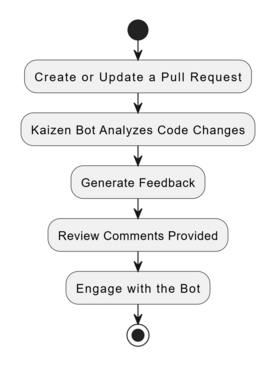 Create or Update a Pull Request
Kaizen Bot Analyzes Code Changes
Generate Feedback
Review Comments Provided
Engage with the Bot